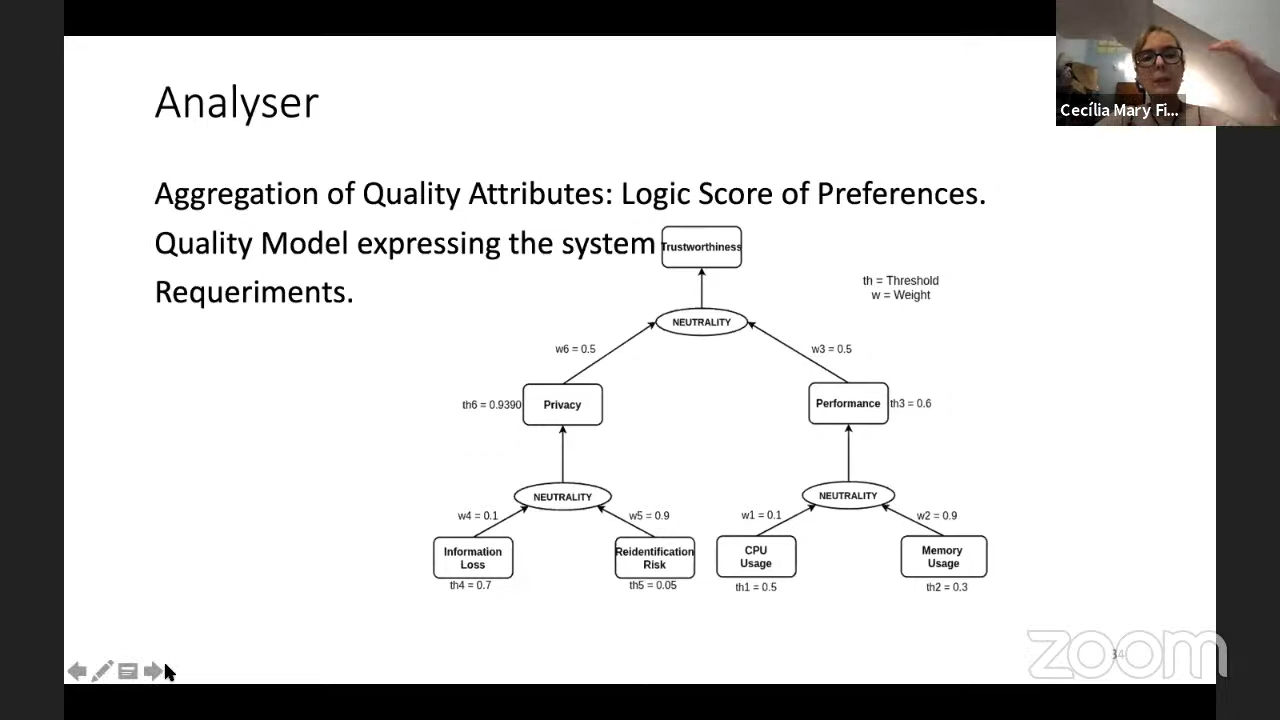 Analyser
Cecília Mary Fi...
Aggregation of Quality Attributes: Logic Score of Preferences.
Quality Model expressing the system
Requeriments.
Trustworthiness
th = Threshold
w = Weight
NEUTRALITY
w6 = 0.5
w3 = 0.5
th6 = 0.9390
Privacy
Performance
th3 = 0.6
NEUTRALITY
NEUTRALITY
w4 = 0.1
w5 = 0.9
w1 = 0.1
w2 = 0.9
Information
Loss
Reidentification
Risk
CPU
Usage
Memory
Usage
th4 = 0.7
th5 = 0.05
th1 = 0.5
th2 = 0.3
zoom
34